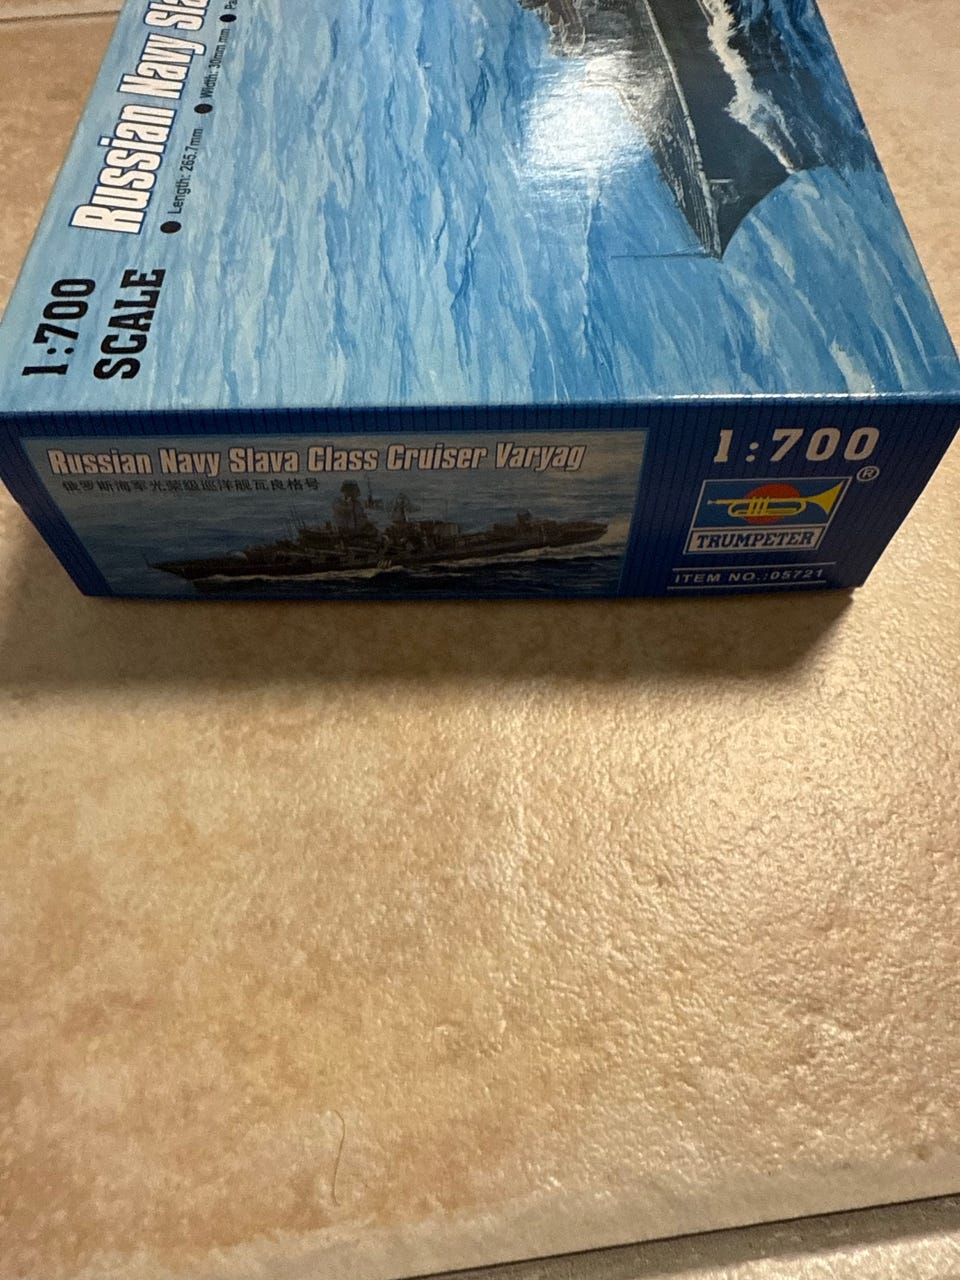 Russian Navy Sla
● Length: 265.7mm ● Width: 30mm mm ●
1:700
SCALE
Russian Navy Slava Class Cruiser Varyag
俄罗斯海军光荣级巡洋舰瓦良格号
1:700
®
TRUMPETER
ITEM NO.:05721